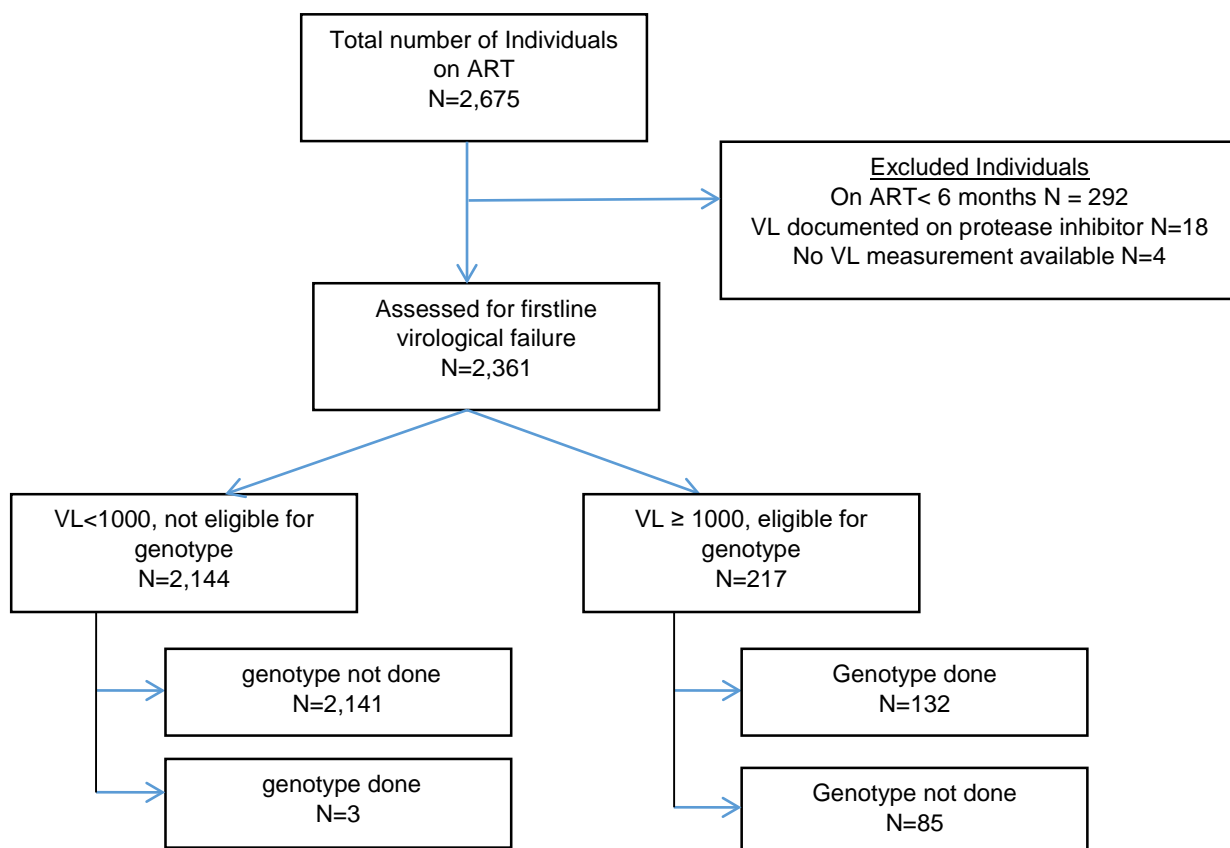 Total number of Individuals
on ART
N=2,675
Excluded Individuals
On ART< 6 months N = 292
VL documented on protease inhibitor N=18
No VL measurement available N=4
Assessed for firstline
virological failure
N=2,361
VL<1000, not eligible for
genotype
N=2,144
VL ≥ 1000, eligible for
genotype
N=217
genotype not done
N=2,141
Genotype done
N=132
genotype done
N=3
Genotype not done
N=85